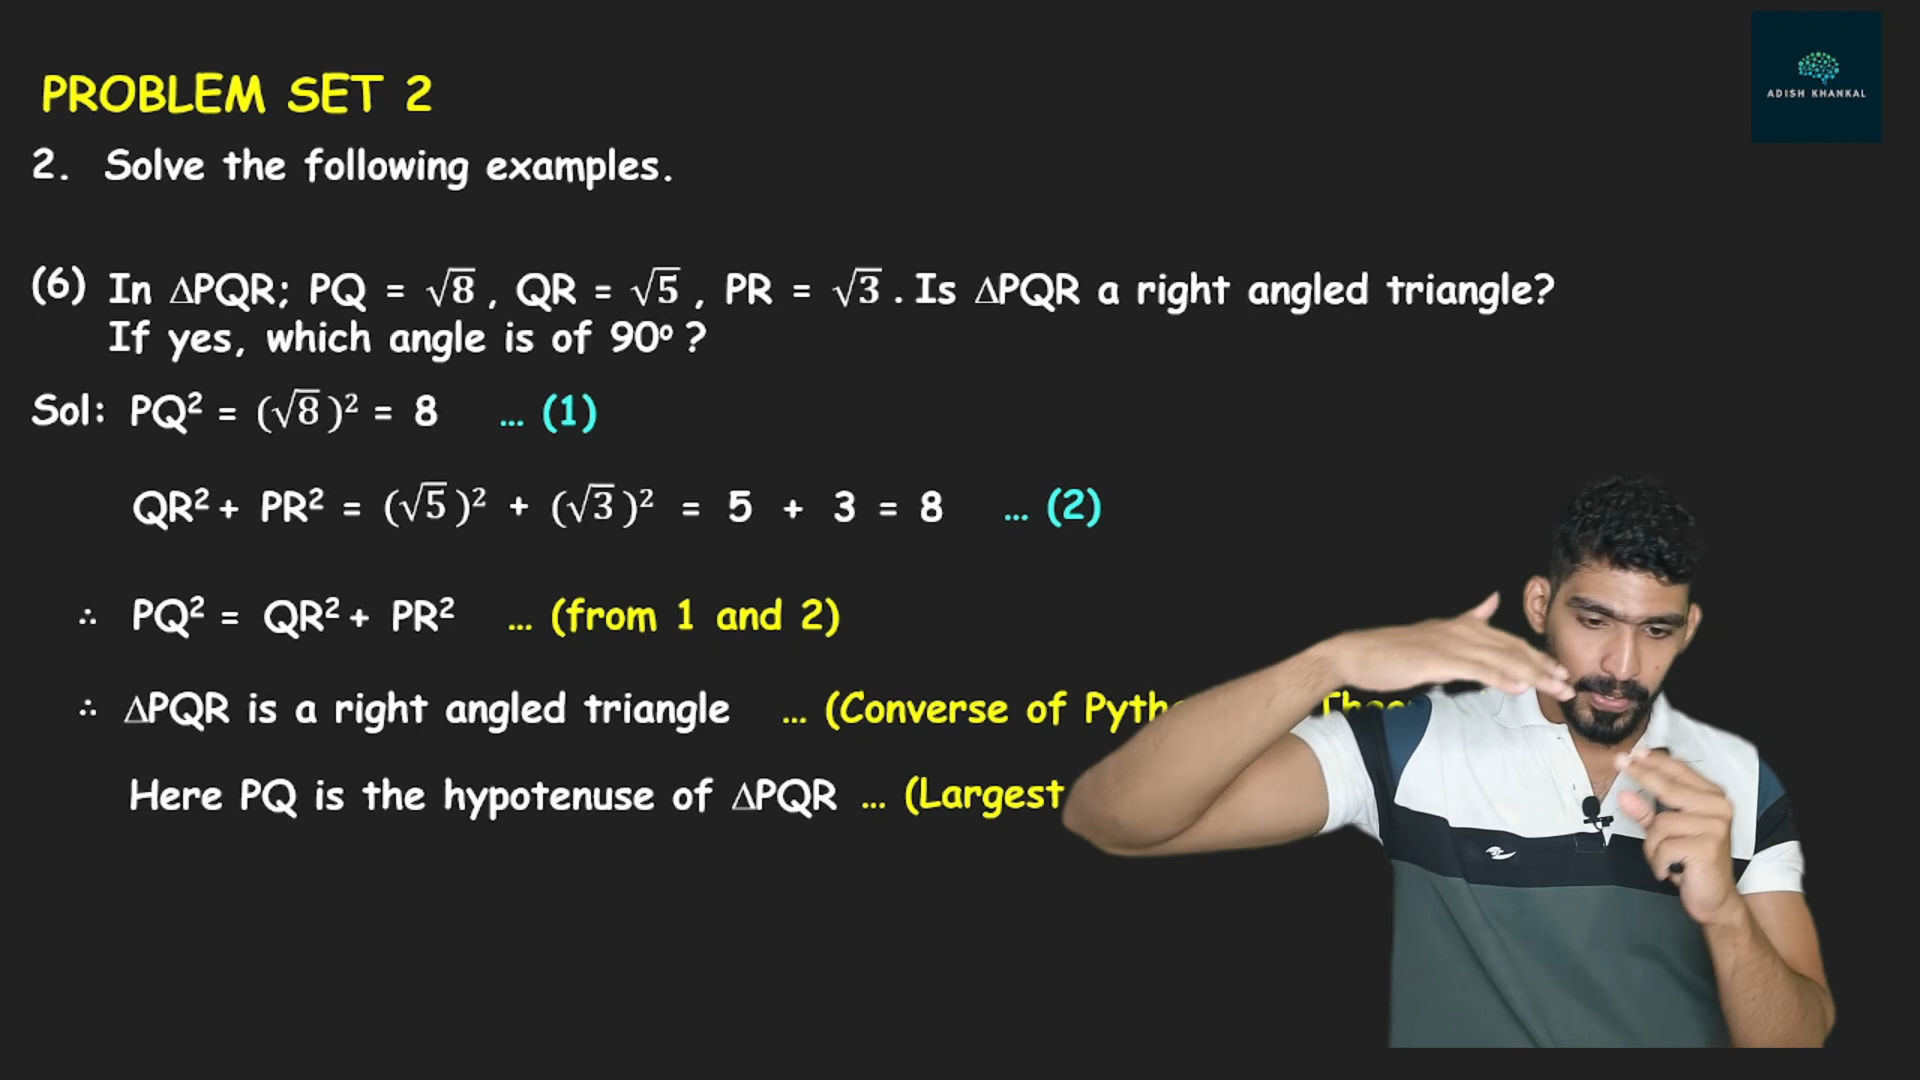 PROBLEM SET 2
ADISH KHANKAL
2. Solve the following examples.
(6) In ΔPQR; PQ = √8 , QR = √5 , PR = √3 . Is ΔPQR a right angled triangle?
If yes, which angle is of 90° ?
Sol: PQ² = (√8 )² = 8 ... (1)
QR² + PR² = (√5 )² + (√3 )² = 5 + 3 = 8 ... (2)
∴ PQ² = QR² + PR² ... (from 1 and 2)
∴ ΔPQR is a right angled triangle ... (Converse of
Here PQ is the hypotenuse of ΔPQR ... (Largest